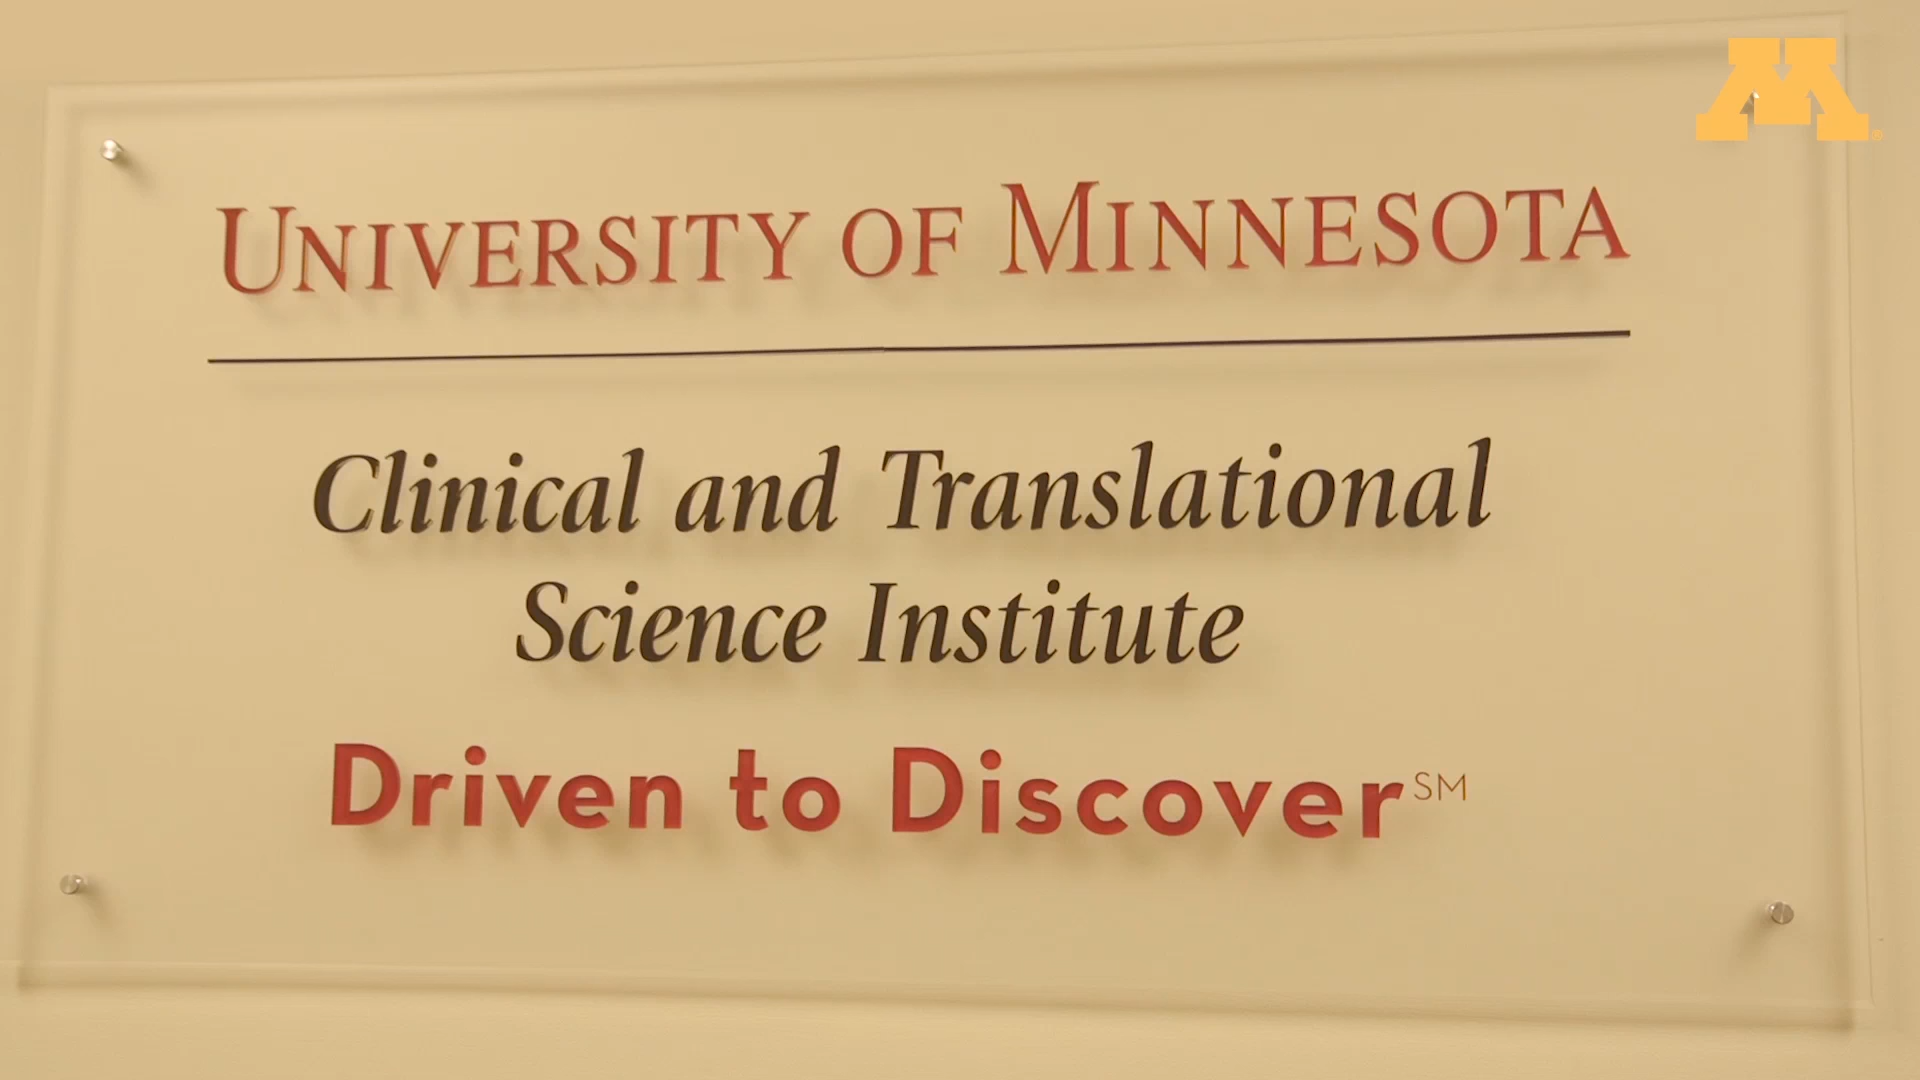 M
UNIVERSITY OF MINNESOTA
Clinical and Translational
Science Institute
Driven to Discover℠